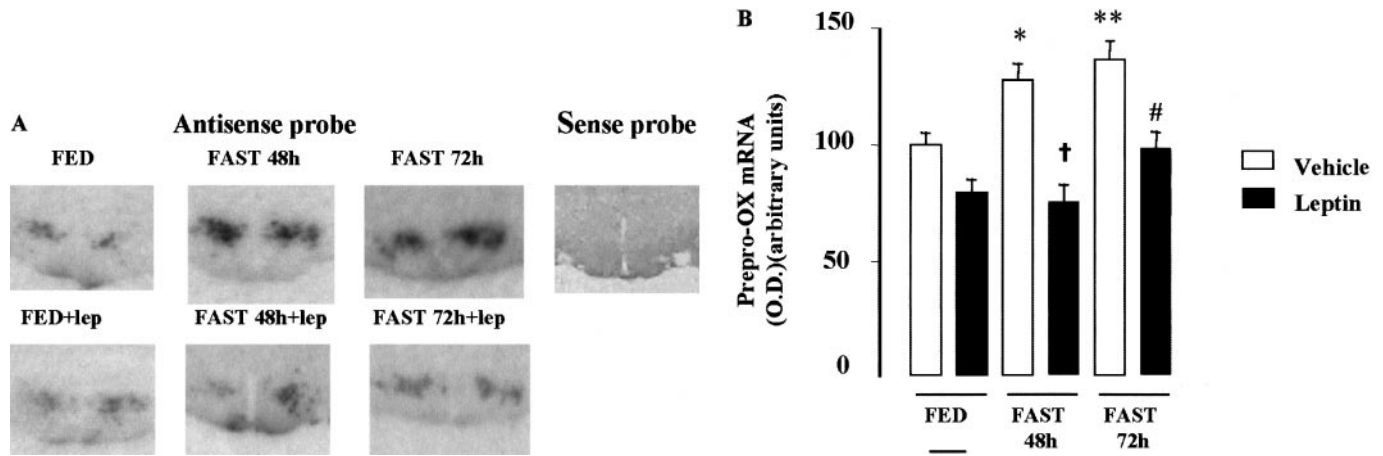 A
Antisense probe
Sense probe
FED
FAST 48h
FAST 72h
FED+lep
FAST 48h+lep
FAST 72h+lep
B
Prepro-OX mRNA
(O.D.)(arbitrary units)
150
100
50
0
*
**
†
#
FED
FAST
48h
FAST
72h
Vehicle
Leptin